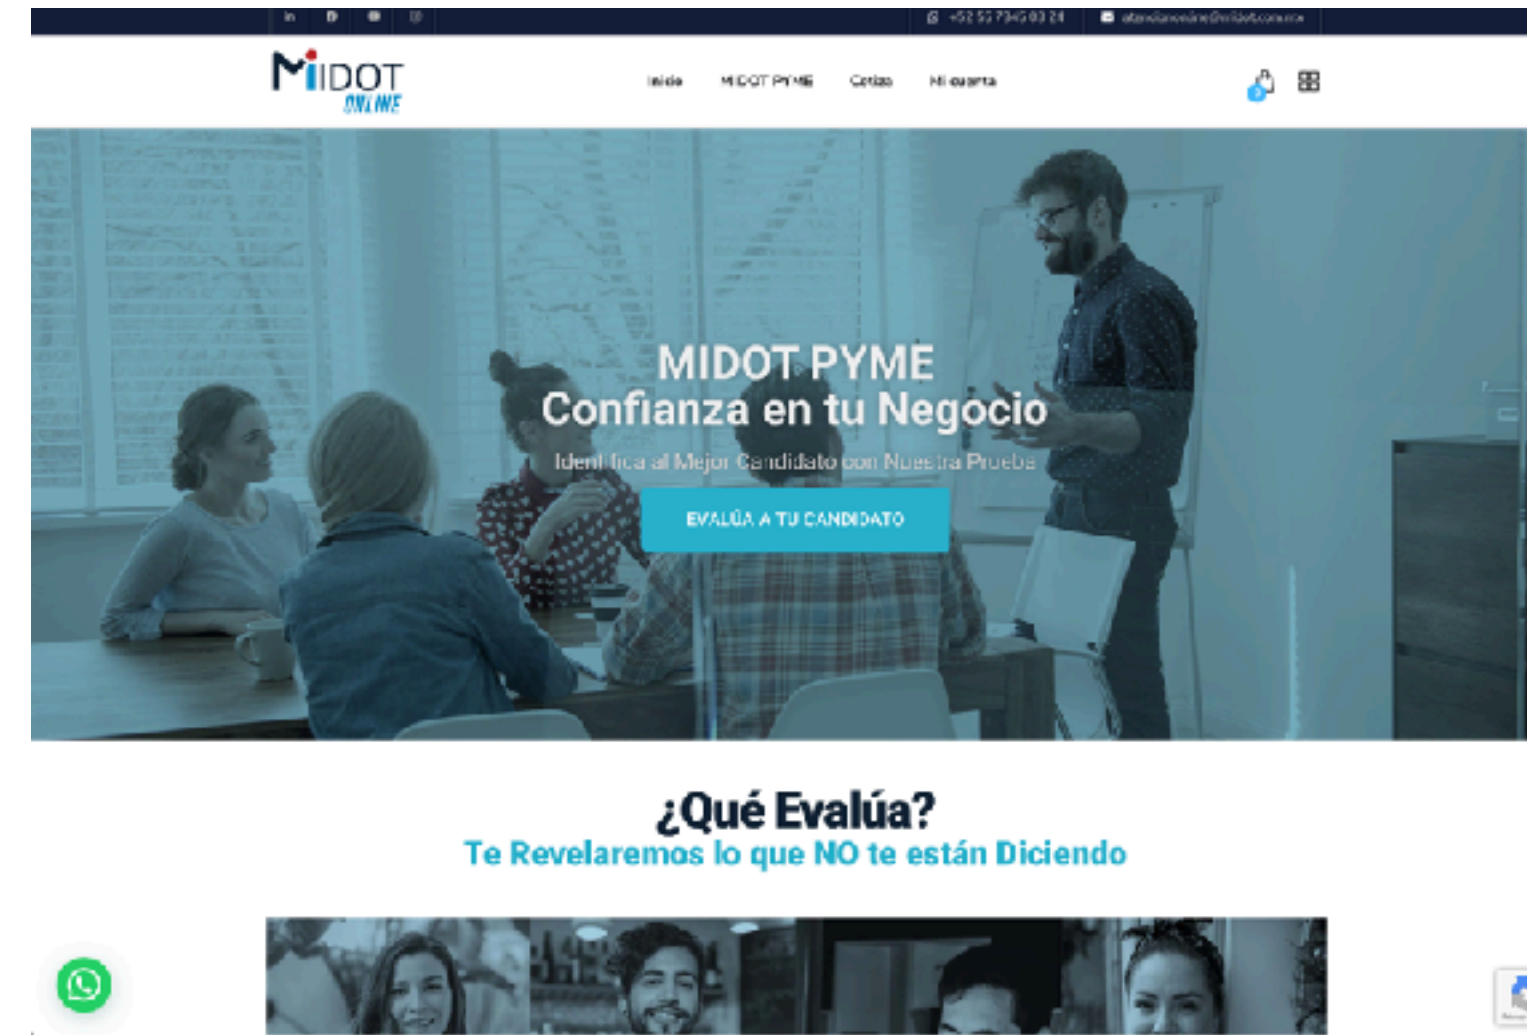 MIDOT
ONLINE
Inicio
MIDOT PYME
Cotiza
Mi cuenta
MIDOT PYME
Confianza en tu Negocio
Identifica al Mejor Candidato con Nuestra Prueba
EVALÚA A TU CANDIDATO
¿Qué Evalúa?
Te Revelaremos lo que NO te están Diciendo